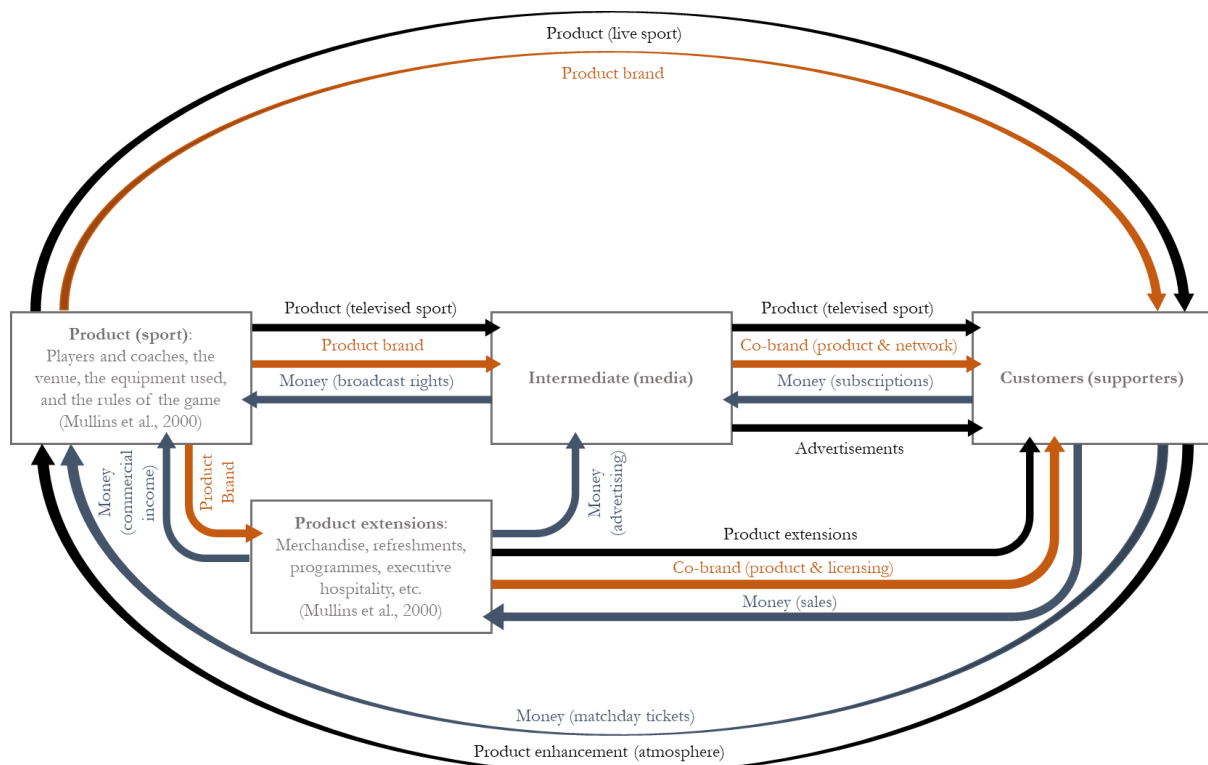 Product (live sport)
Product brand
Product (televised sport)
Product brand
Money (broadcast rights)
Product (televised sport)
Co-brand (product & network)
Money (subscriptions)
Advertisements
Product (sport):
Players and coaches, the
venue, the equipment used,
and the rules of the game
(Mullins et al., 2000)
Intermediate (media)
Customers (supporters)
Money
(commercial
income)
Product
Brand
Money
(advertising)
Product extensions:
Merchandise, refreshments,
programmes, executive
hospitality, etc.
(Mullins et al., 2000)
Product extensions
Co-brand (product & licensing)
Money (sales)
Money (matchday tickets)
Product enhancement (atmosphere)